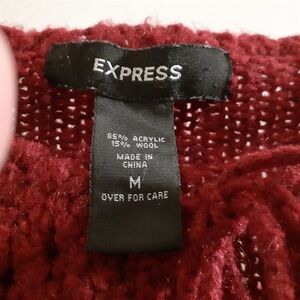 EXPRESS
85% ACRYLIC
15% WOOL
MADE IN
CHINA
M
OVER FOR CARE